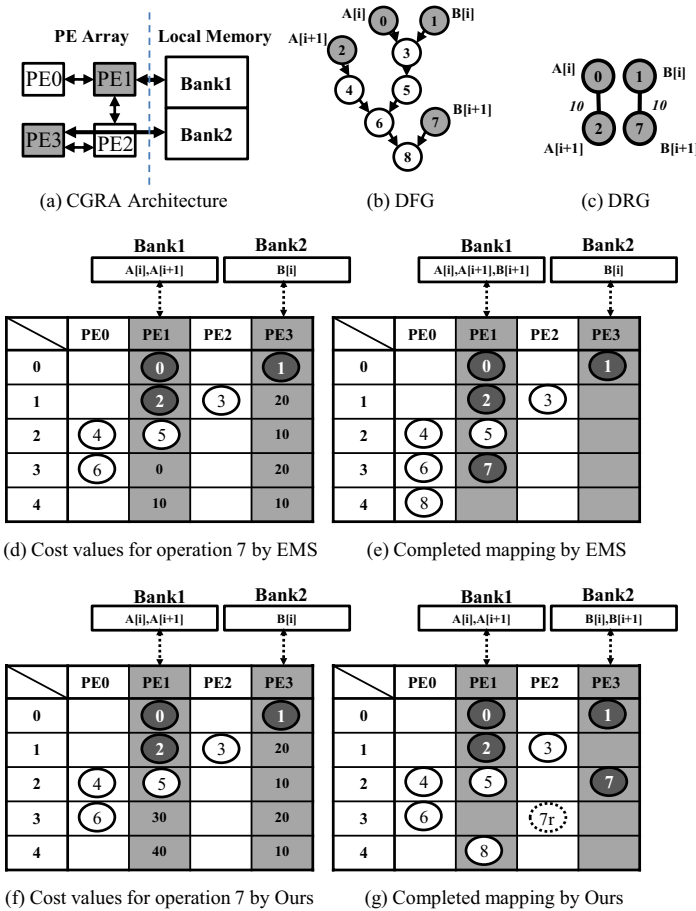 PE Array
Local Memory
PE0
PE1
PE3
PE2
Bank1
Bank2
(a) CGRA Architecture
A[i]
B[i]
A[i+1]
0
1
2
3
4
5
B[i+1]
6
7
8
(b) DFG
A[i]
0
1
B[i]
10
10
2
7
A[i+1]
B[i+1]
(c) DRG
Bank1 Bank2
A[i],A[i+1] B[i]
PE0 PE1 PE2 PE3
0 0 1
1 2 3 20
2 4 5 10
3 6 0 20
4 10 10
(d) Cost values for operation 7 by EMS
Bank1 Bank2
A[i],A[i+1],B[i+1] B[i]
PE0 PE1 PE2 PE3
0 0 1
1 2 3
2 4 5
3 6 7
4 8
(e) Completed mapping by EMS
Bank1 Bank2
A[i],A[i+1] B[i]
PE0 PE1 PE2 PE3
0 0 1
1 2 3 20
2 4 5 10
3 6 30 20
4 40 10
(f) Cost values for operation 7 by Ours
Bank1 Bank2
A[i],A[i+1] B[i],B[i+1]
PE0 PE1 PE2 PE3
0 0 1
1 2 3
2 4 5 7
3 6 7r
4 8
(g) Completed mapping by Ours